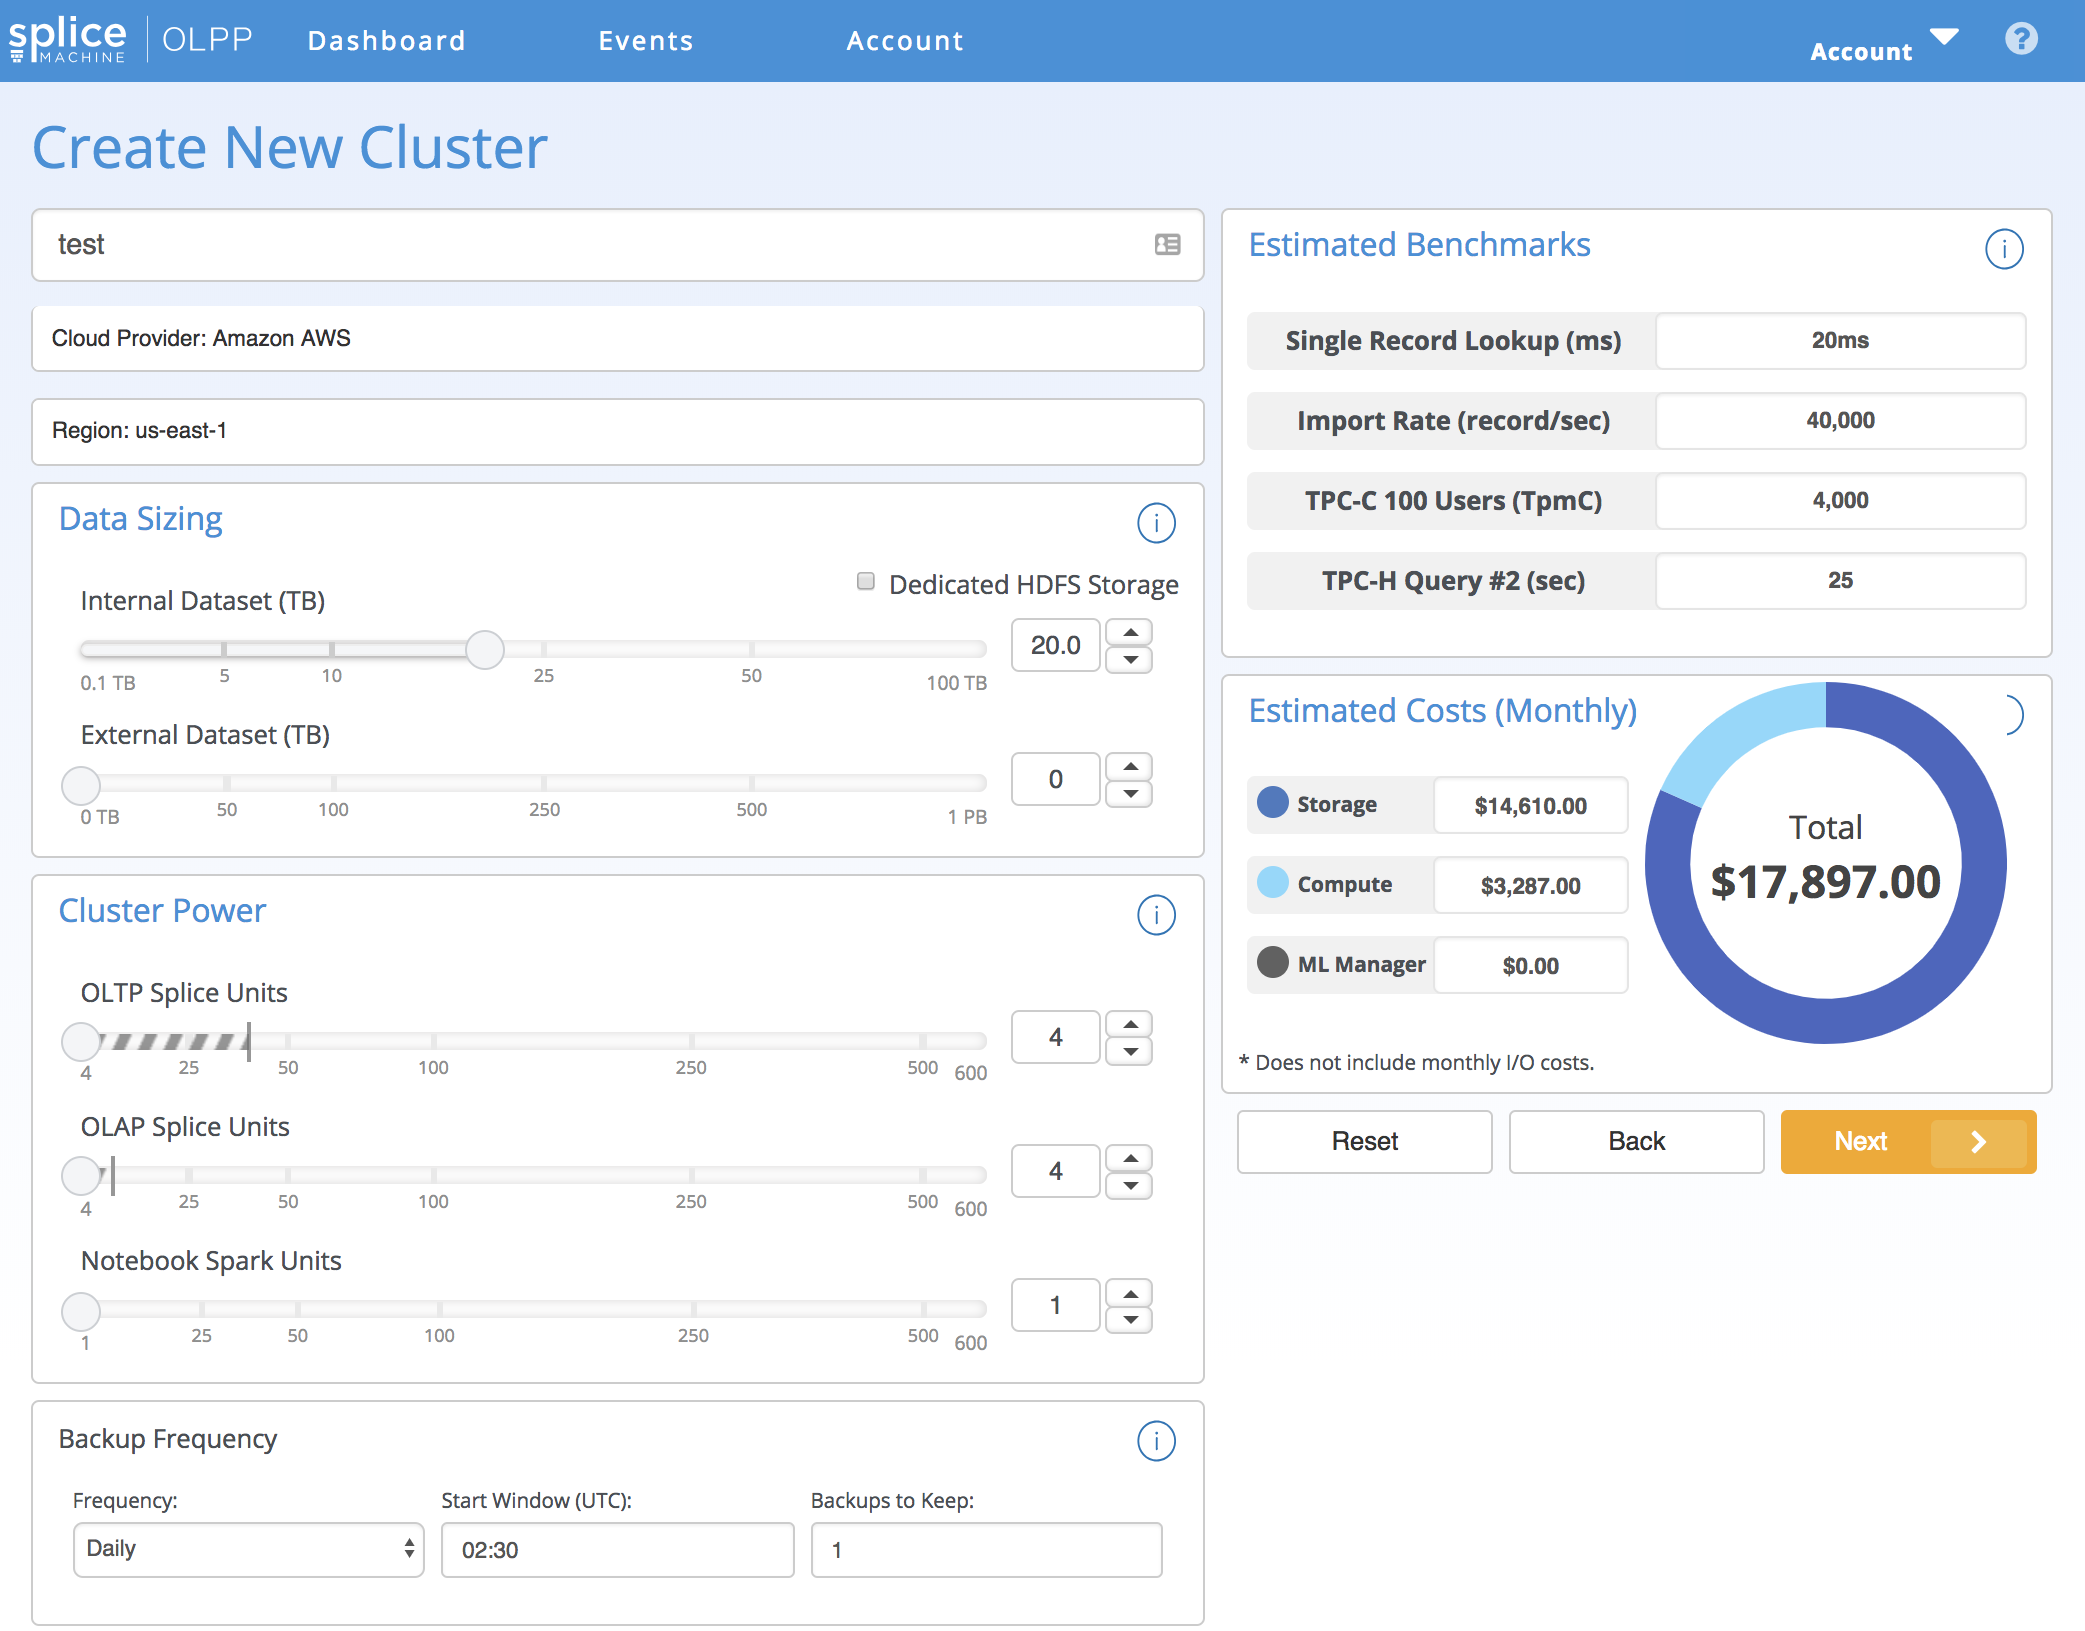 splice MACHINE OLPP Dashboard Events Account Account ?
Create New Cluster
test
Cloud Provider: Amazon AWS
Region: us-east-1
Data Sizing i
Dedicated HDFS Storage
Internal Dataset (TB)
20.0
0.1 TB 5 10 25 50 100 TB
External Dataset (TB)
0
0 TB 50 100 250 500 1 PB
Cluster Power i
OLTP Splice Units
4
4 25 50 100 250 500 600
OLAP Splice Units
4
4 25 50 100 250 500 600
Notebook Spark Units
1
1 25 50 100 250 500 600
Backup Frequency i
Frequency: Start Window (UTC): Backups to Keep:
Daily 02:30 1
Estimated Benchmarks i
Single Record Lookup (ms) 20ms
Import Rate (record/sec) 40,000
TPC-C 100 Users (TpmC) 4,000
TPC-H Query #2 (sec) 25
Estimated Costs (Monthly)
Storage $14,610.00
Compute $3,287.00
ML Manager $0.00
Total
$17,897.00
* Does not include monthly I/O costs.
Reset Back Next